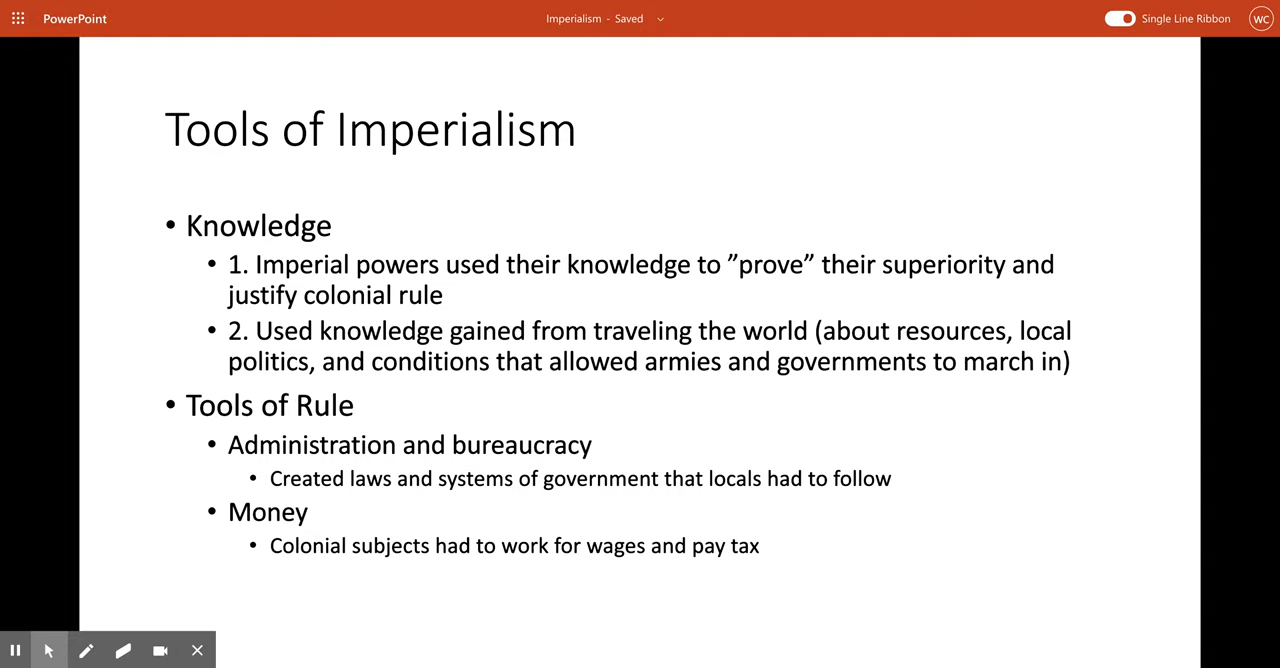 PowerPoint
Imperialism - Saved
Single Line Ribbon
WC
Tools of Imperialism
• Knowledge
• 1. Imperial powers used their knowledge to ”prove” their superiority and
justify colonial rule
• 2. Used knowledge gained from traveling the world (about resources, local
politics, and conditions that allowed armies and governments to march in)
• Tools of Rule
• Administration and bureaucracy
• Created laws and systems of government that locals had to follow
• Money
• Colonial subjects had to work for wages and pay tax